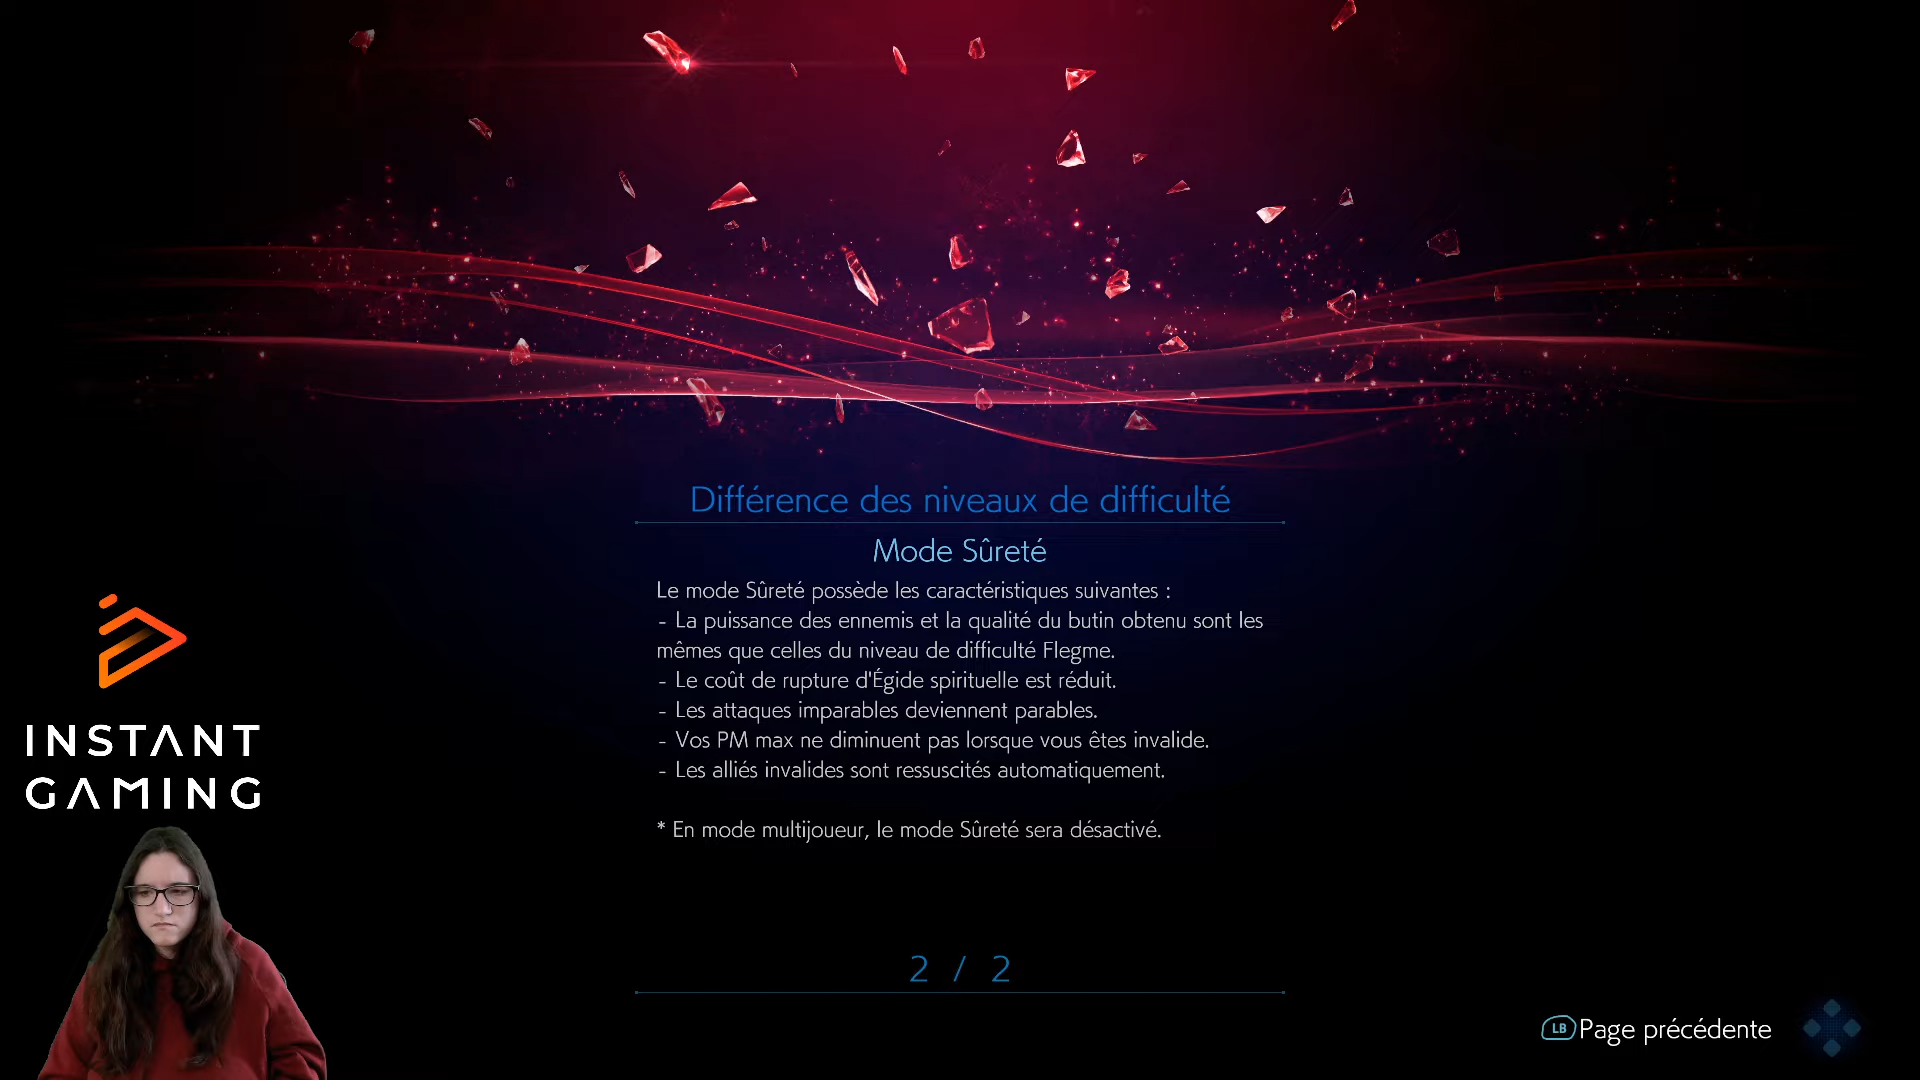 Différence des niveaux de difficulté
Mode Sûreté
Le mode Sûreté possède les caractéristiques suivantes :
- La puissance des ennemis et la qualité du butin obtenu sont les
mêmes que celles du niveau de difficulté Flegme.
- Le coût de rupture d'Égide spirituelle est réduit.
- Les attaques imparables deviennent parables.
- Vos PM max ne diminuent pas lorsque vous êtes invalide.
- Les alliés invalides sont ressuscités automatiquement.
* En mode multijoueur, le mode Sûreté sera désactivé.
INSTANT
GAMING
2 / 2
LB Page précédente